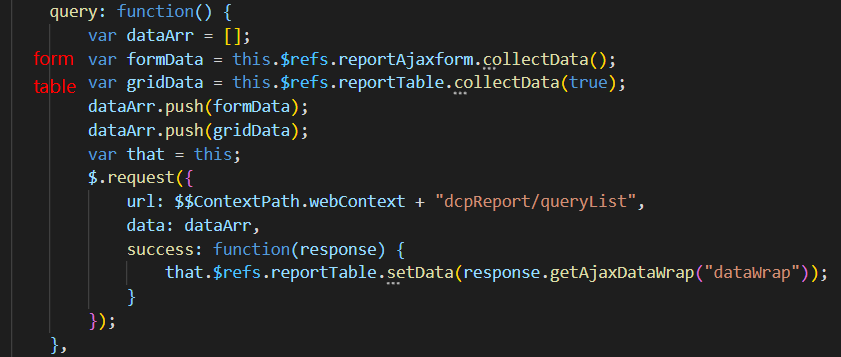 query: function() {
var dataArr = [];
form var formData = this.$refs.reportAjaxform.collectData();
table var gridData = this.$refs.reportTable.collectData(true);
dataArr.push(formData);
dataArr.push(gridData);
var that = this;
$.request({
url: $$ContextPath.webContext + "dcpReport/queryList",
data: dataArr,
success: function(response) {
that.$refs.reportTable.setData(response.getAjaxDataWrap("dataWrap"));
}
});
},